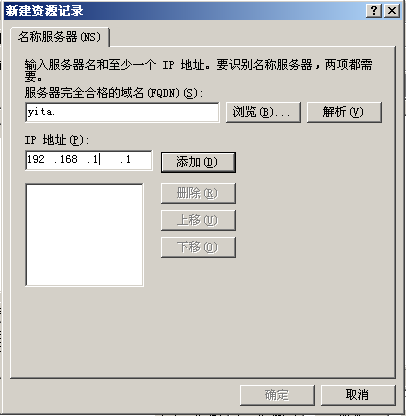 新建资源记录
名称服务器(NS)
输入服务器名和至少一个 IP 地址。要识别名称服务器，两项都需
要。
服务器完全合格的域名(FQDN)(S):
yita.
浏览(B)...
解析(V)
IP 地址(P):
192 .168 .1 .1
添加(D)
删除(R)
上移(U)
下移(O)
确定
取消